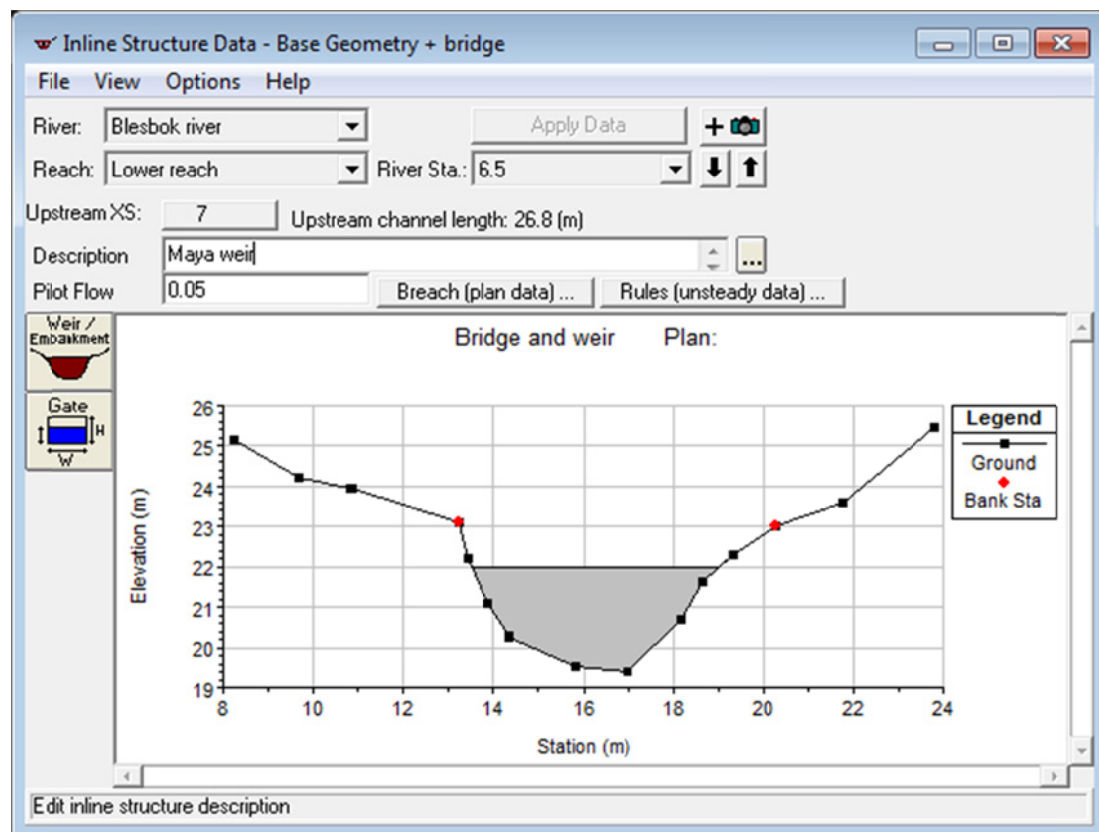 Inline Structure Data - Base Geometry + bridge
File View Options Help
River: Blesbok river Apply Data
Reach: Lower reach River Sta.: 6.5
Upstream XS: 7 Upstream channel length: 26.8 (m)
Description Maya weir ...
Pilot Flow 0.05 Breach (plan data) ... Rules (unsteady data) ...
Weir /
Embankment
Gate
H
W
Bridge and weir Plan:
Elevation (m)
26
25
24
23
22
21
20
19
8 10 12 14 16 18 20 22 24
Station (m)
Legend
Ground
Bank Sta
Edit inline structure description